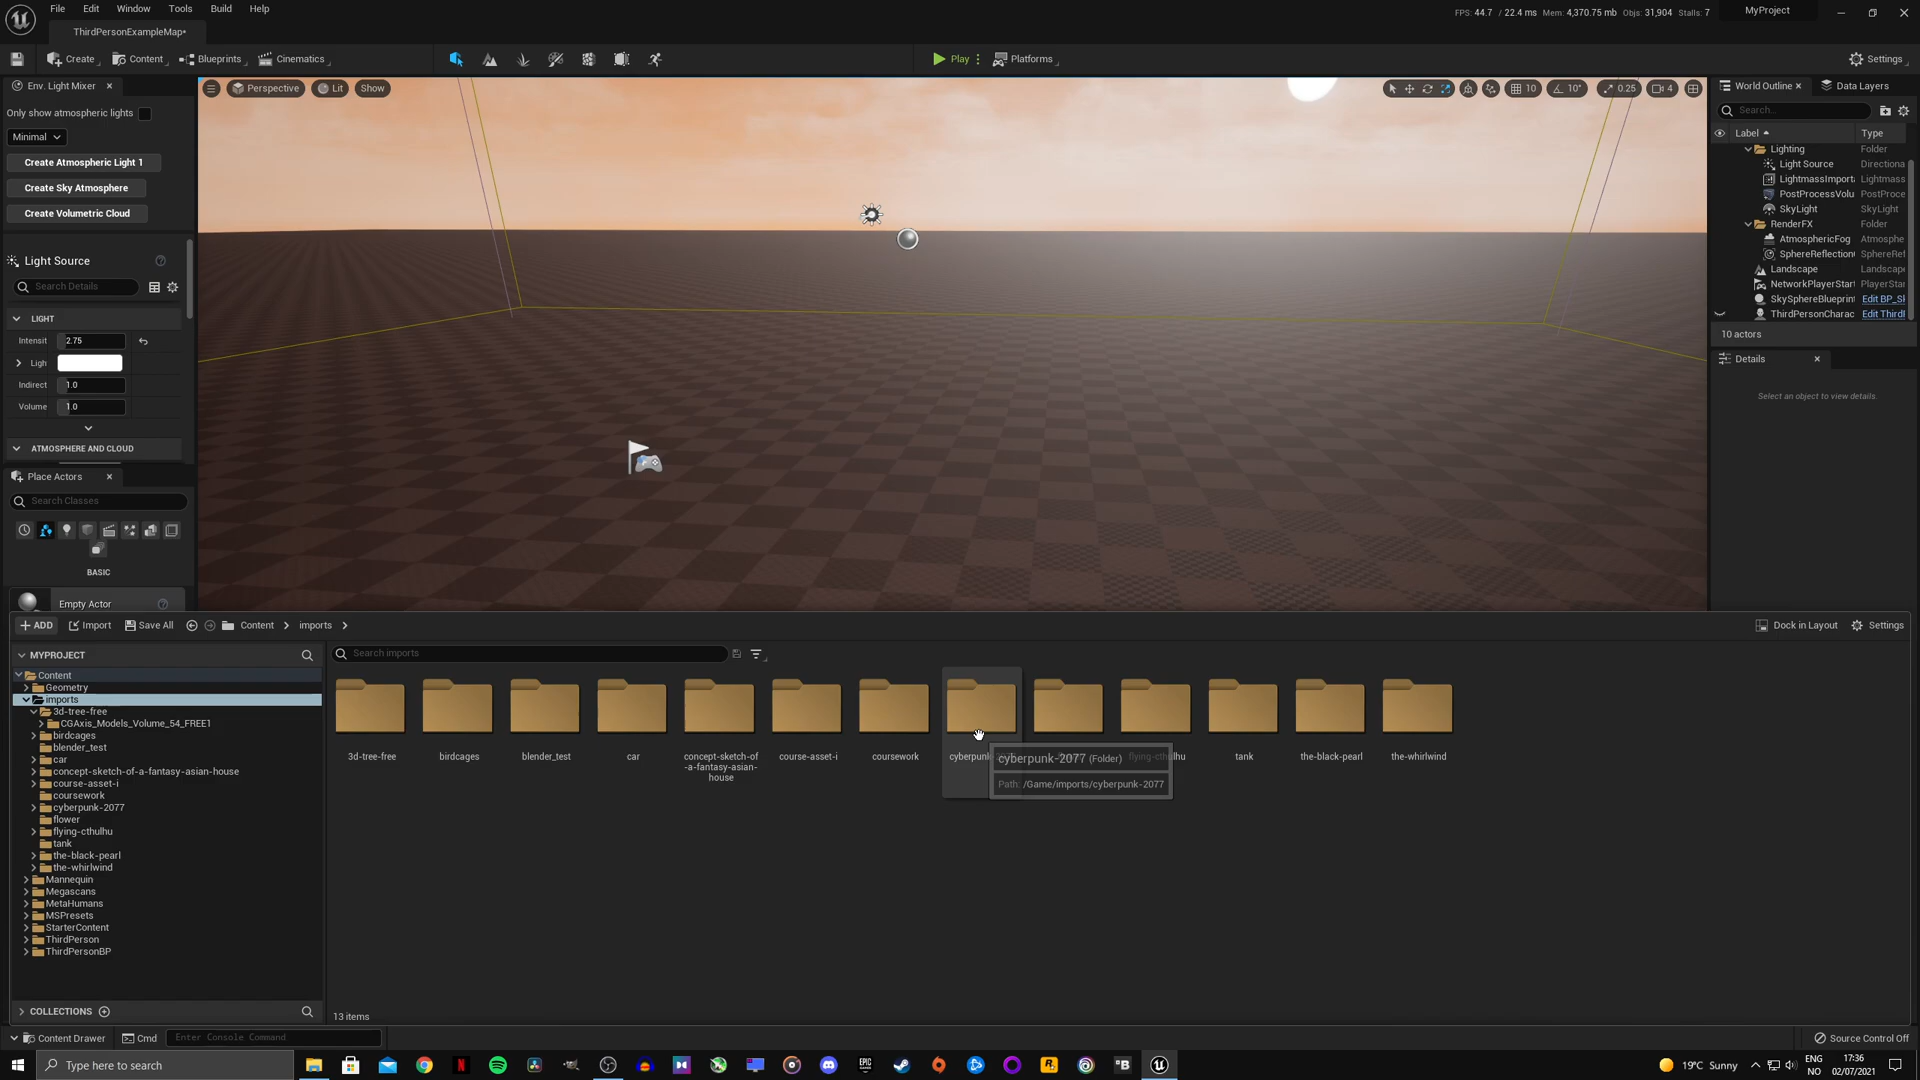 File Edit Window Tools Build Help
FPS: 44.7 / 22.4 ms Mem: 4,370.75 mb Objs: 31,904 Stalls: 7
MyProject
ThirdPersonExampleMap*
Create Content Blueprints Cinematics Play Platforms Settings
Env. Light Mixer
Only show atmospheric lights
Minimal
Create Atmospheric Light 1
Create Sky Atmosphere
Create Volumetric Cloud
Light Source
Search Details
LIGHT
Intensit 2.75
Ligh
Indirect 1.0
Volume 1.0
ATMOSPHERE AND CLOUD
Place Actors
Search Classes
BASIC
Empty Actor
Perspective Lit Show
10 10° 0.25 4
World Outline Data Layers
Search...
Label Type
Lighting Folder
Light Source Directiona
LightmassImport Lightmass
PostProcessVolu PostProce
SkyLight SkyLight
RenderFX Folder
AtmosphericFog Atmosphe
SphereReflection SphereRef
Landscape Landscape
NetworkPlayerStar PlayerStar
SkySphereBlueprin Edit BP_Sk
ThirdPersonCharac Edit Third
10 actors
Details
Select an object to view details.
+ ADD Import Save All Content imports
Dock in Layout Settings
MYPROJECT
Content
Geometry
imports
3d-tree-free
CGAxis_Models_Volume_54_FREE1
birdcages
blender_test
car
concept-sketch-of-a-fantasy-asian-house
course-asset-i
coursework
cyberpunk-2077
flower
flying-cthulhu
tank
the-black-pearl
the-whirlwind
Mannequin
Megascans
MetaHumans
MSPresets
StarterContent
ThirdPerson
ThirdPersonBP
COLLECTIONS
Search imports
3d-tree-free birdcages blender_test car concept-sketch-of course-asset-i coursework cyberpunk flying-cthulhu tank the-black-pearl the-whirlwind
-a-fantasy-asian-
house
cyberpunk-2077 (Folder)
Path: /Game/imports/cyberpunk-2077
13 items
Content Drawer Cmd Enter Console Command
Source Control Off
Type here to search
19°C Sunny
ENG
NO
17:36
02/07/2021